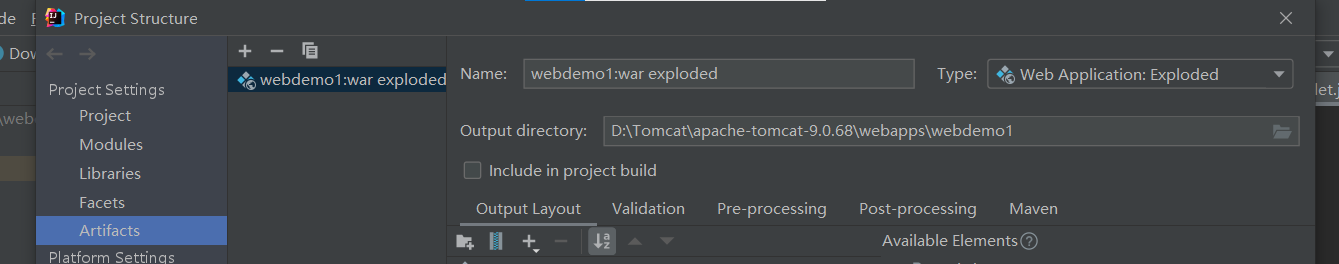 de
Project Structure
Dow
webdemo1:war exploded
Name:
webdemo1:war exploded
Type:
Web Application: Exploded
Project Settings
let.j
Project
\web
Output directory:
D:\Tomcat\apache-tomcat-9.0.68\webapps\webdemo1
Modules
Libraries
Include in project build
Facets
Output Layout
Validation
Pre-processing
Post-processing
Maven
Artifacts
Available Elements
Platform Settings